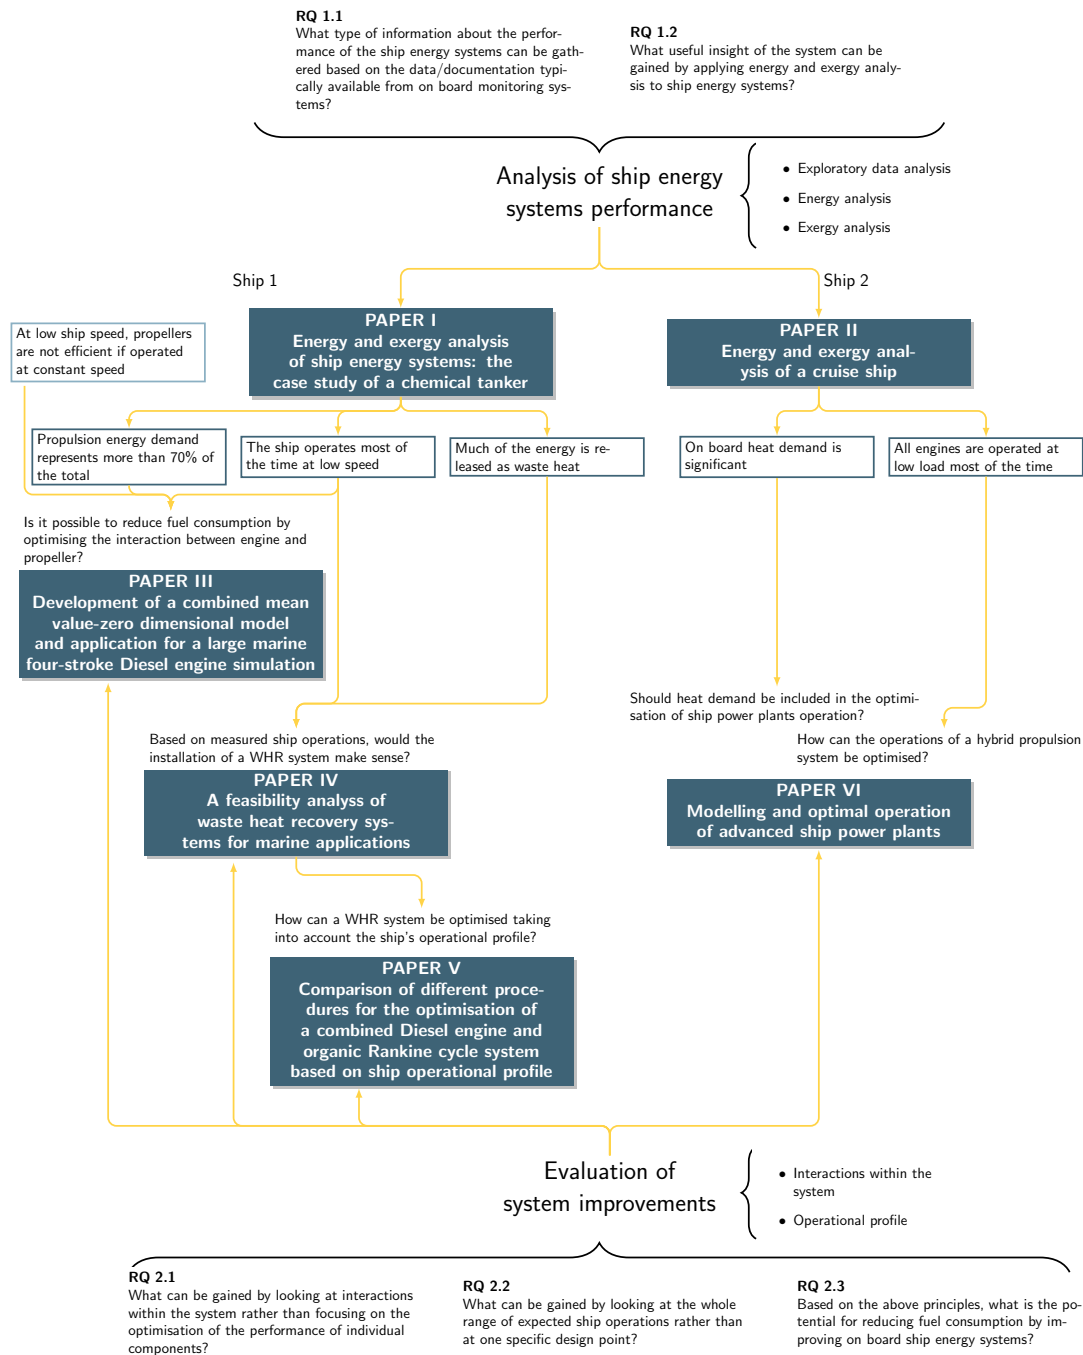 RQ 1.1
What type of information about the perfor-
mance of the ship energy systems can be gath-
ered based on the data/documentation typi-
cally available from on board monitoring sys-
tems?
RQ 1.2
What useful insight of the system can be
gained by applying energy and exergy analy-
sis to ship energy systems?
Analysis of ship energy
systems performance
• Exploratory data analysis
• Energy analysis
• Exergy analysis
Ship 1
Ship 2
PAPER I
Energy and exergy analysis
of ship energy systems: the
case study of a chemical tanker
PAPER II
Energy and exergy anal-
ysis of a cruise ship
At low ship speed, propellers
are not efficient if operated
at constant speed
Propulsion energy demand
represents more than 70% of
the total
The ship operates most of
the time at low speed
Much of the energy is re-
leased as waste heat
On board heat demand is
significant
All engines are operated at
low load most of the time
Is it possible to reduce fuel consumption by
optimising the interaction between engine and
propeller?
PAPER III
Development of a combined mean
value-zero dimensional model
and application for a large marine
four-stroke Diesel engine simulation
Should heat demand be included in the optimi-
sation of ship power plants operation?
Based on measured ship operations, would the
installation of a WHR system make sense?
How can the operations of a hybrid propulsion
system be optimised?
PAPER IV
A feasibility analyss of
waste heat recovery sys-
tems for marine applications
PAPER VI
Modelling and optimal operation
of advanced ship power plants
How can a WHR system be optimised taking
into account the ship's operational profile?
PAPER V
Comparison of different proce-
dures for the optimisation of
a combined Diesel engine and
organic Rankine cycle system
based on ship operational profile
Evaluation of
system improvements
• Interactions within the
system
• Operational profile
RQ 2.1
What can be gained by looking at interactions
within the system rather than focusing on the
optimisation of the performance of individual
components?
RQ 2.2
What can be gained by looking at the whole
range of expected ship operations rather than
at one specific design point?
RQ 2.3
Based on the above principles, what is the po-
tential for reducing fuel consumption by im-
proving on board ship energy systems?